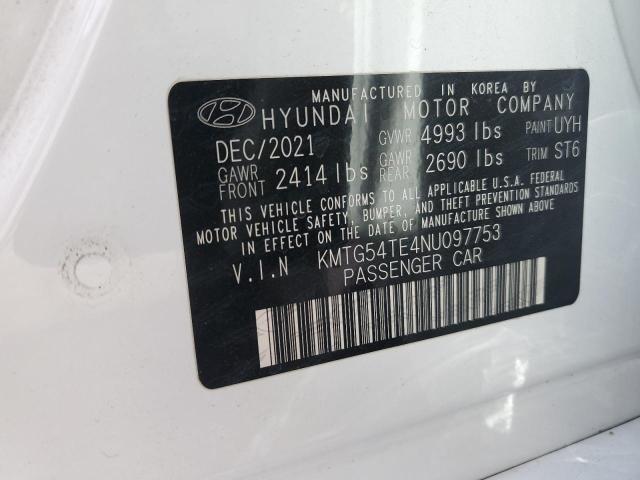 MANUFACTURED IN KOREA BY
HYUNDAI MOTOR COMPANY
DEC/2021 GVWR 4993 lbs PAINT UYH
GAWR FRONT 2414 lbs GAWR REAR 2690 lbs TRIM ST6
THIS VEHICLE CONFORMS TO ALL APPLICABLE U.S.A. FEDERAL
MOTOR VEHICLE SAFETY, BUMPER, AND THEFT PREVENTION STANDARDS
IN EFFECT ON THE DATE OF MANUFACTURE SHOWN ABOVE
V.I.N KMTG54TE4NU097753
PASSENGER CAR